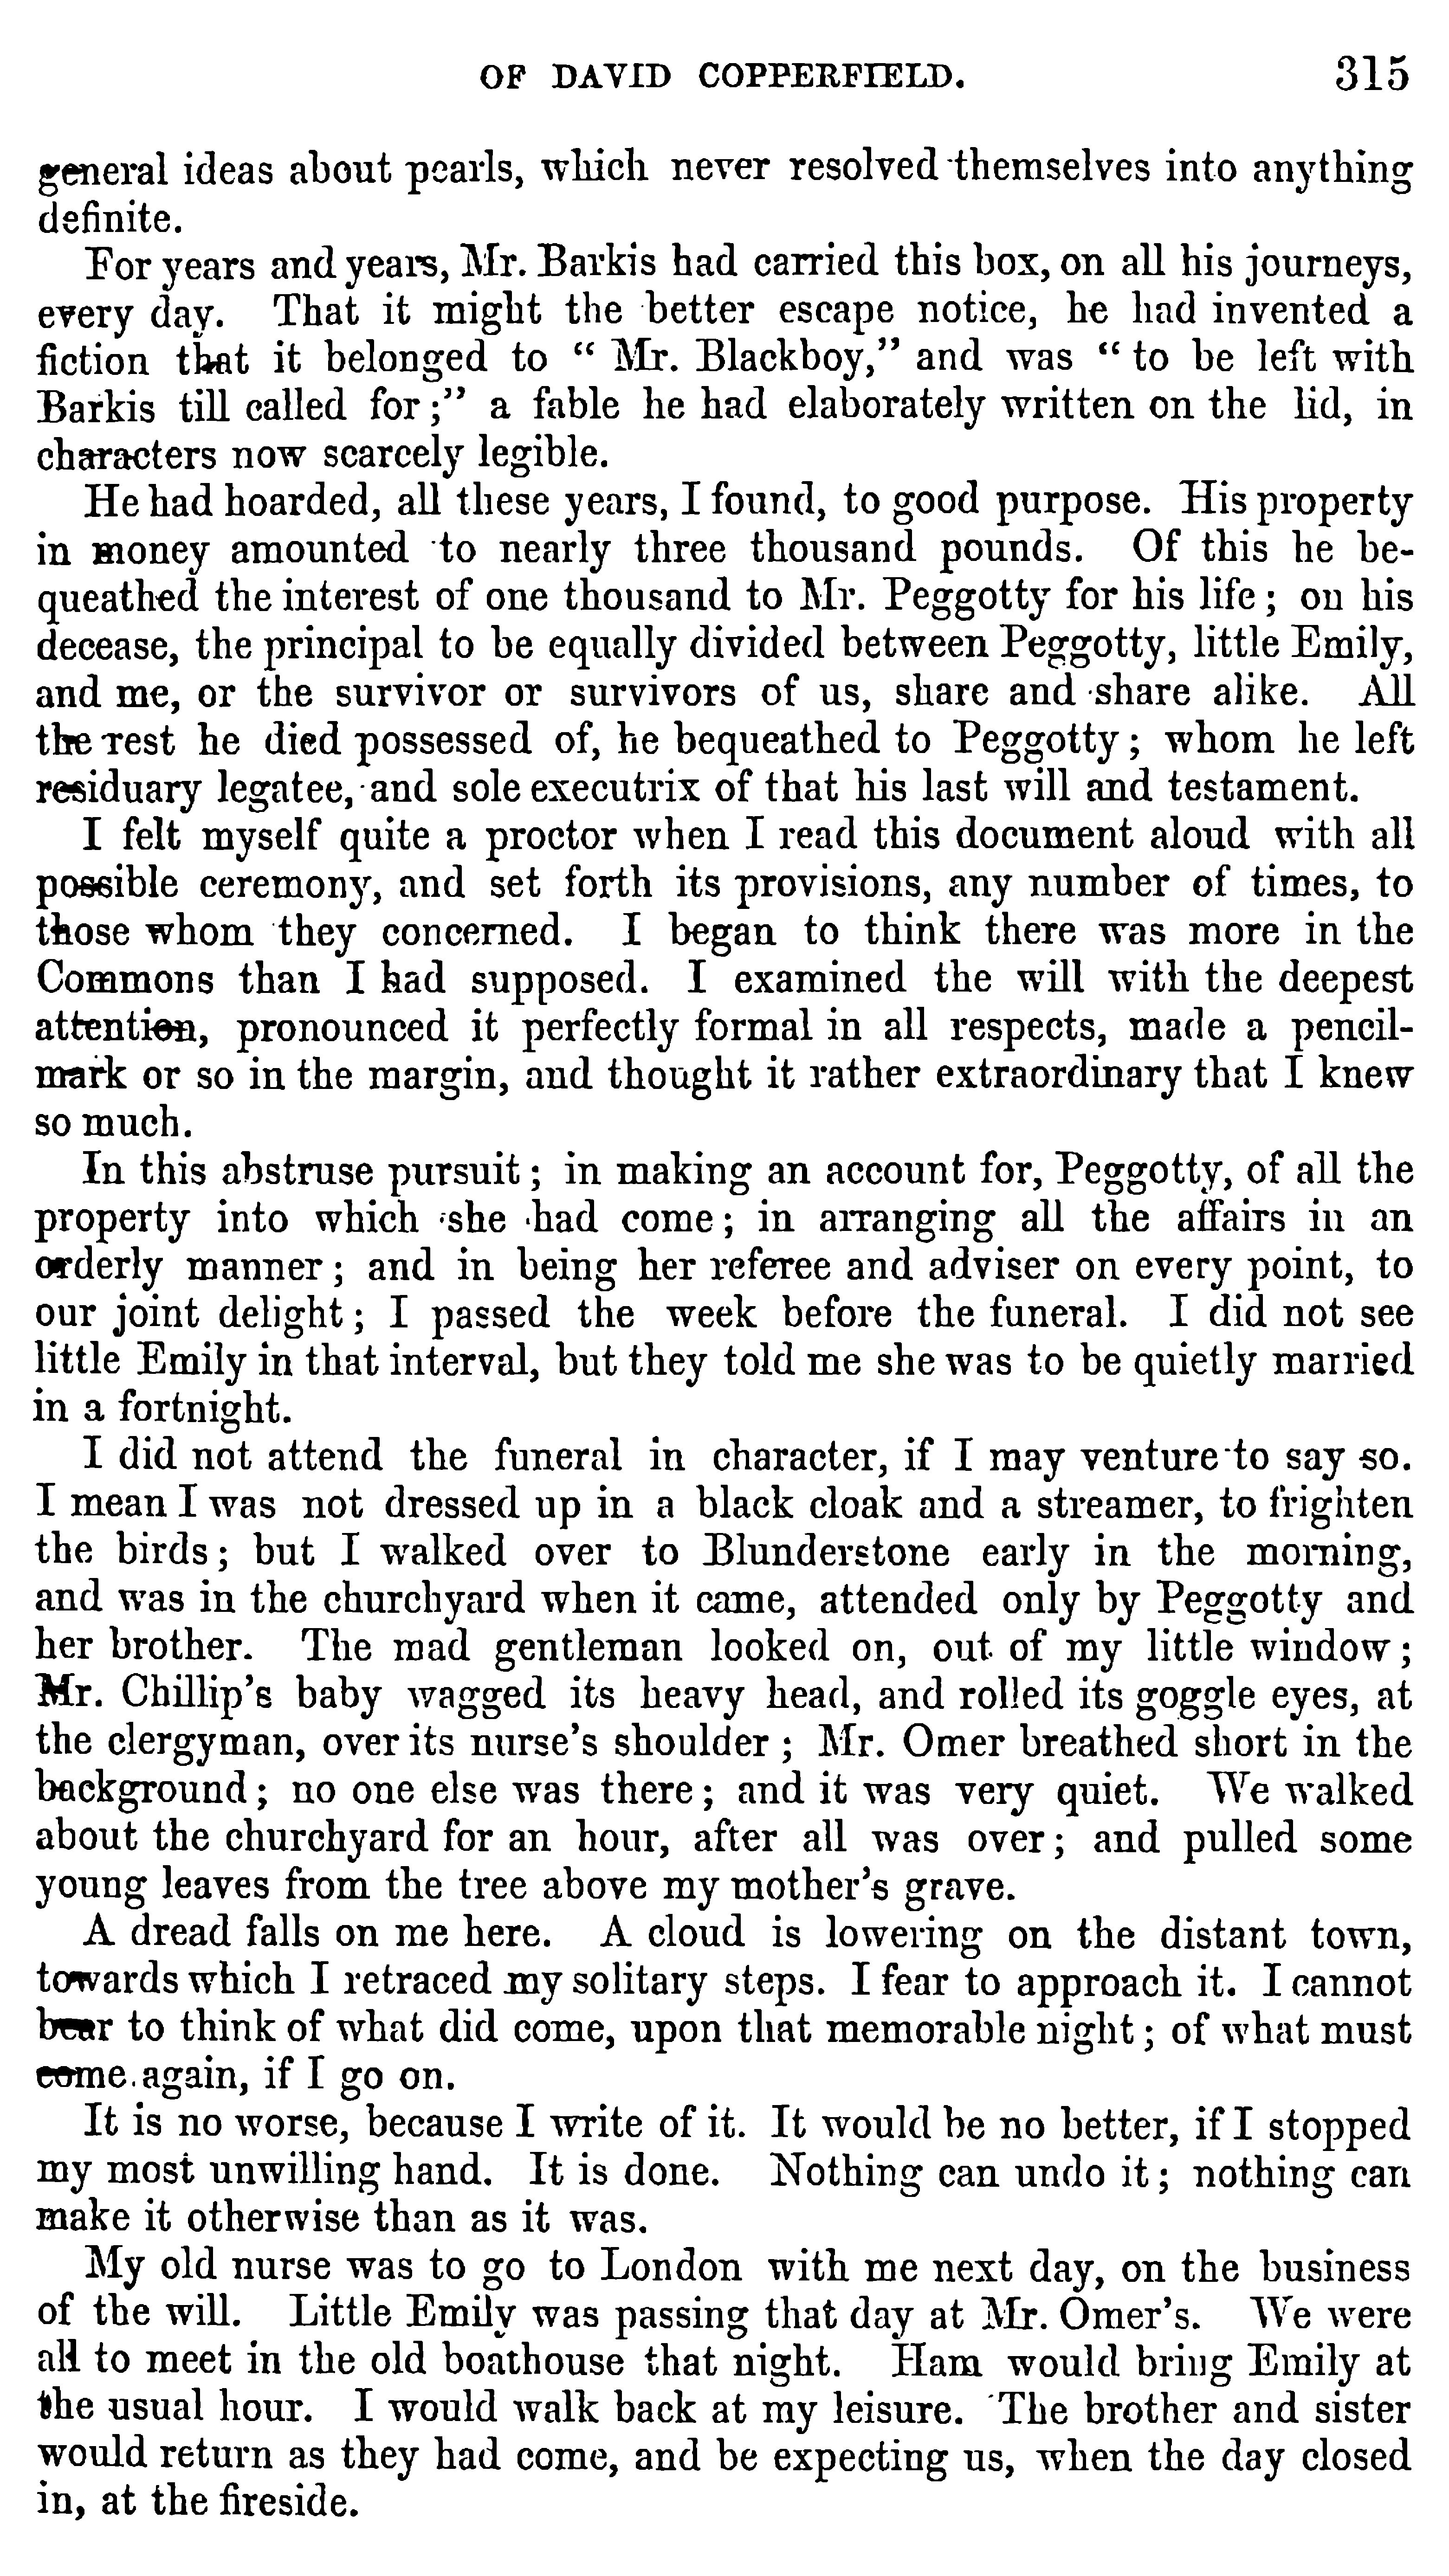 OF DAVID COPPERFIELD. 315
general ideas about pearls, which never resolved themselves into anything
definite.
For years and years, Mr. Barkis had carried this box, on all his journeys,
every day. That it might the better escape notice, he had invented a
fiction that it belonged to “ Mr. Blackboy,” and was “ to be left with
Barkis till called for ;” a fable he had elaborately written on the lid, in
characters now scarcely legible.
He had hoarded, all these years, I found, to good purpose. His property
in money amounted to nearly three thousand pounds. Of this he be-
queathed the interest of one thousand to Mr. Peggotty for his life ; on his
decease, the principal to be equally divided between Peggotty, little Emily,
and me, or the survivor or survivors of us, share and share alike. All
the rest he died possessed of, he bequeathed to Peggotty ; whom he left
residuary legatee, and sole executrix of that his last will and testament.
I felt myself quite a proctor when I read this document aloud with all
possible ceremony, and set forth its provisions, any number of times, to
those whom they concerned. I began to think there was more in the
Commons than I had supposed. I examined the will with the deepest
attention, pronounced it perfectly formal in all respects, made a pencil-
mark or so in the margin, and thought it rather extraordinary that I knew
so much.
In this abstruse pursuit ; in making an account for, Peggotty, of all the
property into which she had come ; in arranging all the affairs in an
orderly manner ; and in being her referee and adviser on every point, to
our joint delight ; I passed the week before the funeral. I did not see
little Emily in that interval, but they told me she was to be quietly married
in a fortnight.
I did not attend the funeral in character, if I may venture to say so.
I mean I was not dressed up in a black cloak and a streamer, to frighten
the birds ; but I walked over to Blunderstone early in the morning,
and was in the churchyard when it came, attended only by Peggotty and
her brother. The mad gentleman looked on, out of my little window ;
Mr. Chillip’s baby wagged its heavy head, and rolled its goggle eyes, at
the clergyman, over its nurse’s shoulder ; Mr. Omer breathed short in the
background ; no one else was there ; and it was very quiet. We walked
about the churchyard for an hour, after all was over ; and pulled some
young leaves from the tree above my mother’s grave.
A dread falls on me here. A cloud is lowering on the distant town,
towards which I retraced my solitary steps. I fear to approach it. I cannot
bear to think of what did come, upon that memorable night ; of what must
come again, if I go on.
It is no worse, because I write of it. It would be no better, if I stopped
my most unwilling hand. It is done. Nothing can undo it ; nothing can
make it otherwise than as it was.
My old nurse was to go to London with me next day, on the business
of the will. Little Emily was passing that day at Mr. Omer’s. We were
all to meet in the old boathouse that night. Ham would bring Emily at
the usual hour. I would walk back at my leisure. The brother and sister
would return as they had come, and be expecting us, when the day closed
in, at the fireside.